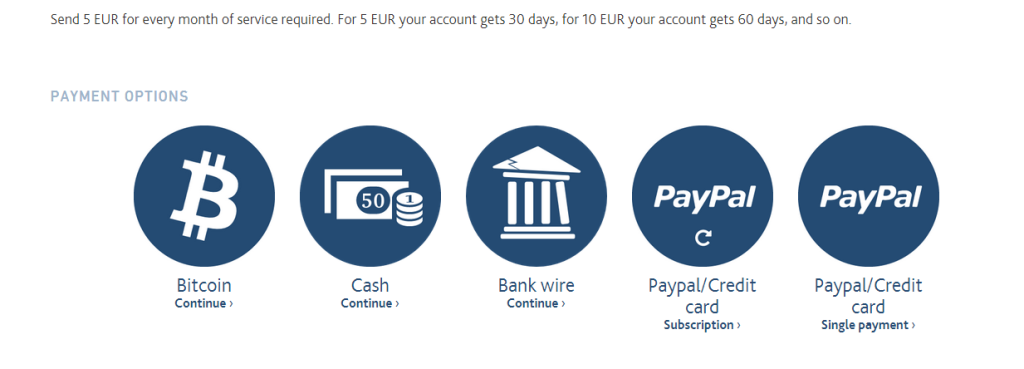 Send 5 EUR for every month of service required. For 5 EUR your account gets 30 days, for 10 EUR your account gets 60 days, and so on.
PAYMENT OPTIONS
50 1
PayPal
PayPal
Bitcoin
Continue ›
Cash
Continue ›
Bank wire
Continue ›
Paypal/Credit
card
Subscription ›
Paypal/Credit
card
Single payment ›